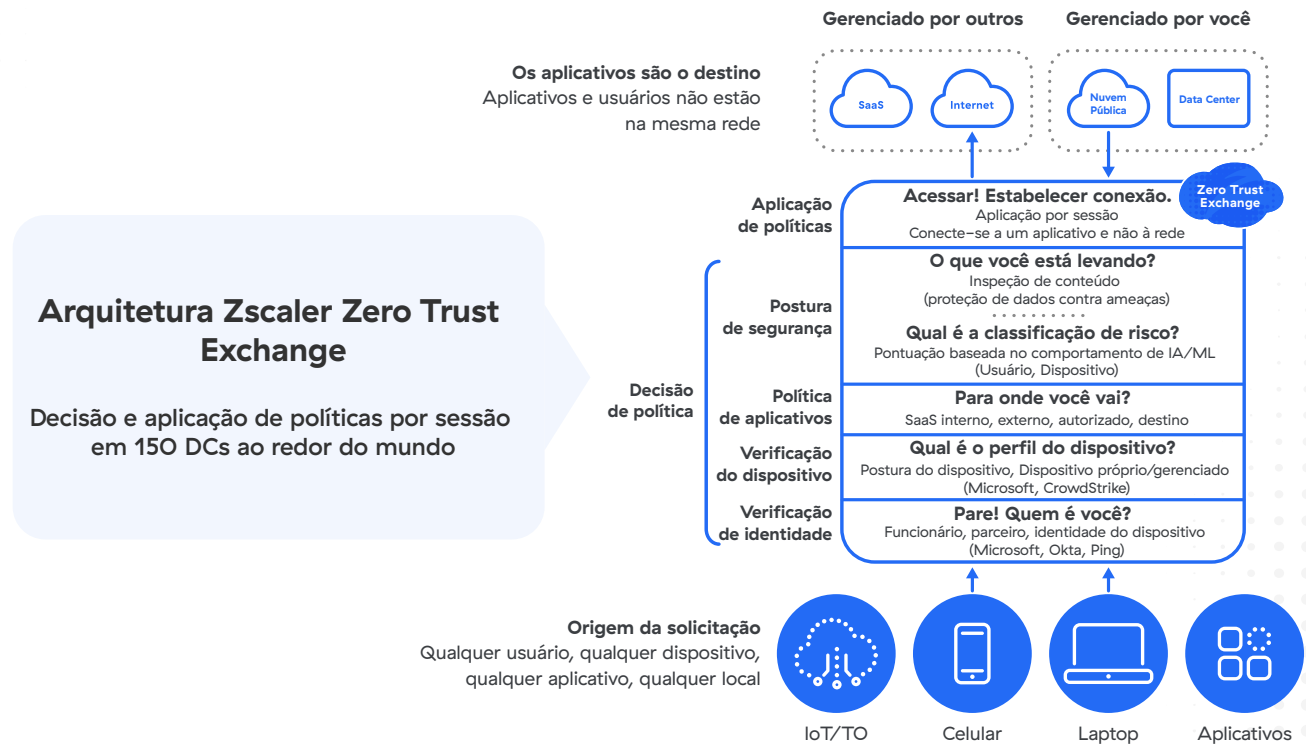 Gerenciado por outros
Gerenciado por você
Os aplicativos são o destino
Aplicativos e usuários não estão
na mesma rede
SaaS
Internet
Nuvem
Pública
Data Center
Zero Trust
Exchange
Arquitetura Zscaler Zero Trust
Exchange
Decisão e aplicação de políticas por sessão
em 150 DCs ao redor do mundo
Aplicação
de políticas
Acessar! Estabelecer conexão.
Aplicação por sessão
Conecte-se a um aplicativo e não à rede
Decisão
de política
Postura
de segurança
O que você está levando?
Inspeção de conteúdo
(proteção de dados contra ameaças)
Qual é a classificação de risco?
Pontuação baseada no comportamento de IA/ML
(Usuário, Dispositivo)
Política
de aplicativos
Para onde você vai?
SaaS interno, externo, autorizado, destino
Verificação
do dispositivo
Qual é o perfil do dispositivo?
Postura do dispositivo, Dispositivo próprio/gerenciado
(Microsoft, CrowdStrike)
Verificação
de identidade
Pare! Quem é você?
Funcionário, parceiro, identidade do dispositivo
(Microsoft, Okta, Ping)
Origem da solicitação
Qualquer usuário, qualquer dispositivo,
qualquer aplicativo, qualquer local
IoT/TO
Celular
Laptop
Aplicativos